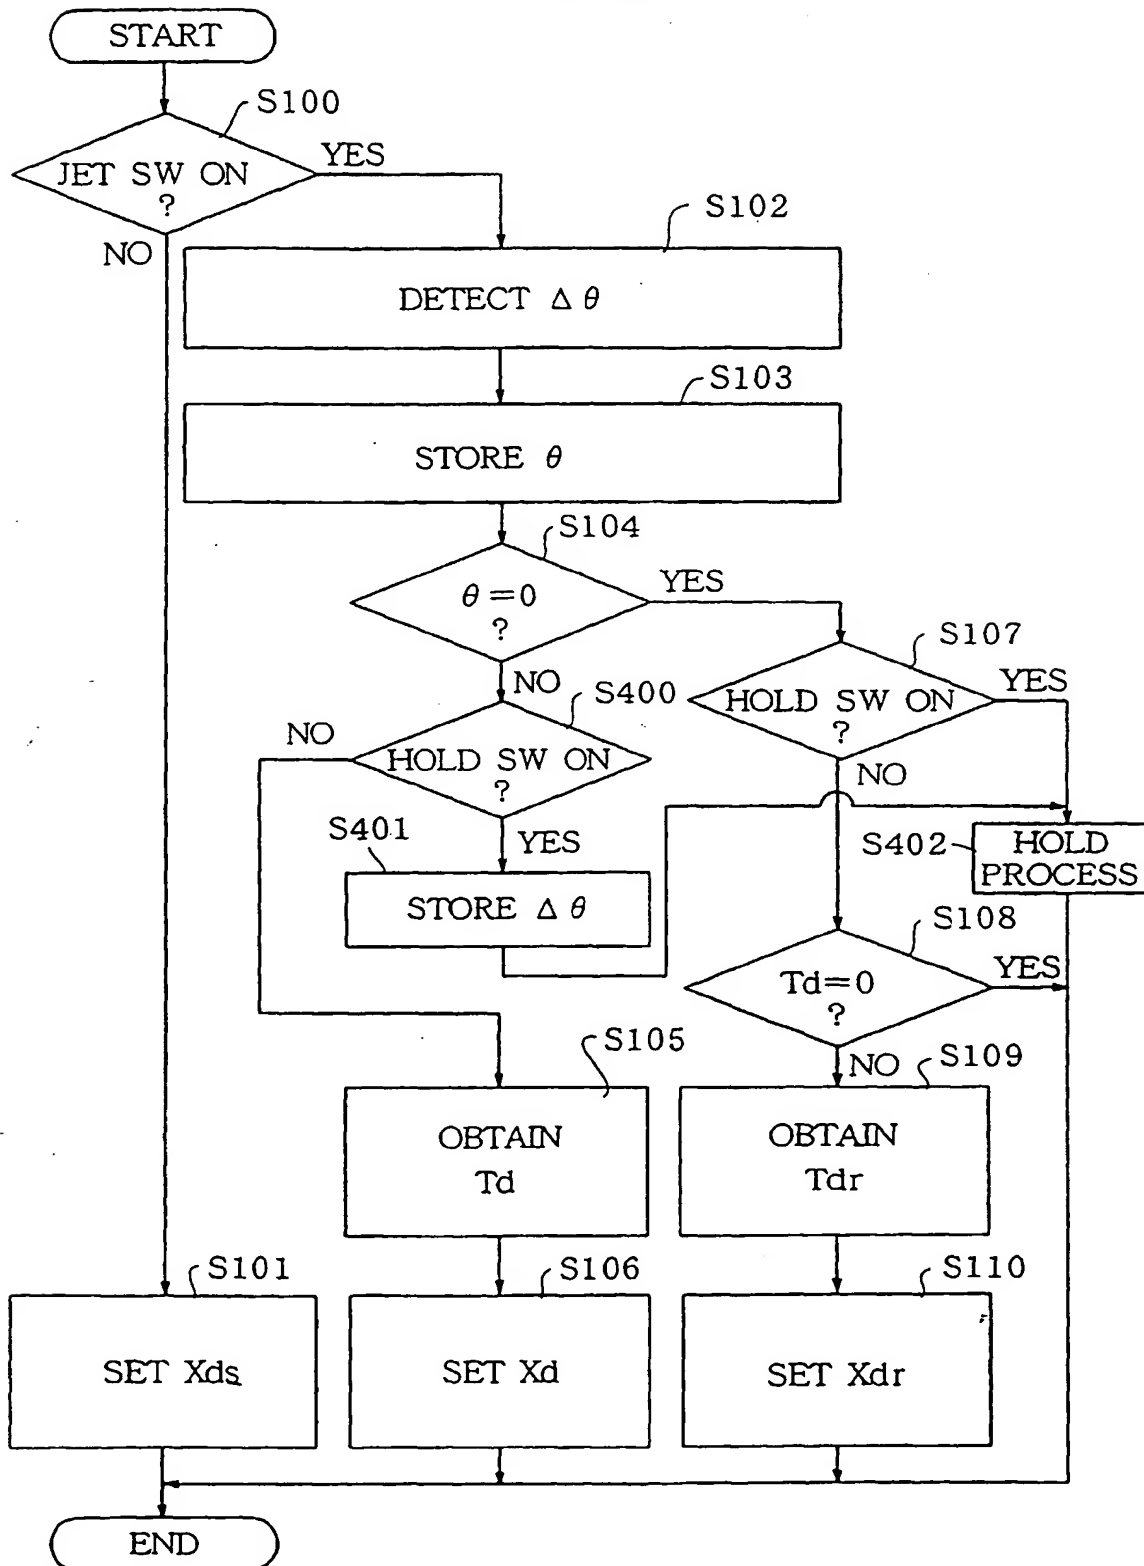 START
S100
JET SW ON
?
YES
NO
S102
DETECT Δ θ
S103
STORE θ
S104
θ=0
?
YES
NO
S107
HOLD SW ON
?
YES
NO
S400
HOLD SW ON
?
NO
YES
S401
STORE Δ θ
S402
HOLD
PROCESS
S108
Td=0
?
YES
NO
S105
OBTAIN
Td
S109
OBTAIN
Tdr
S101
SET Xds
S106
SET Xd
S110
SET Xdr
END